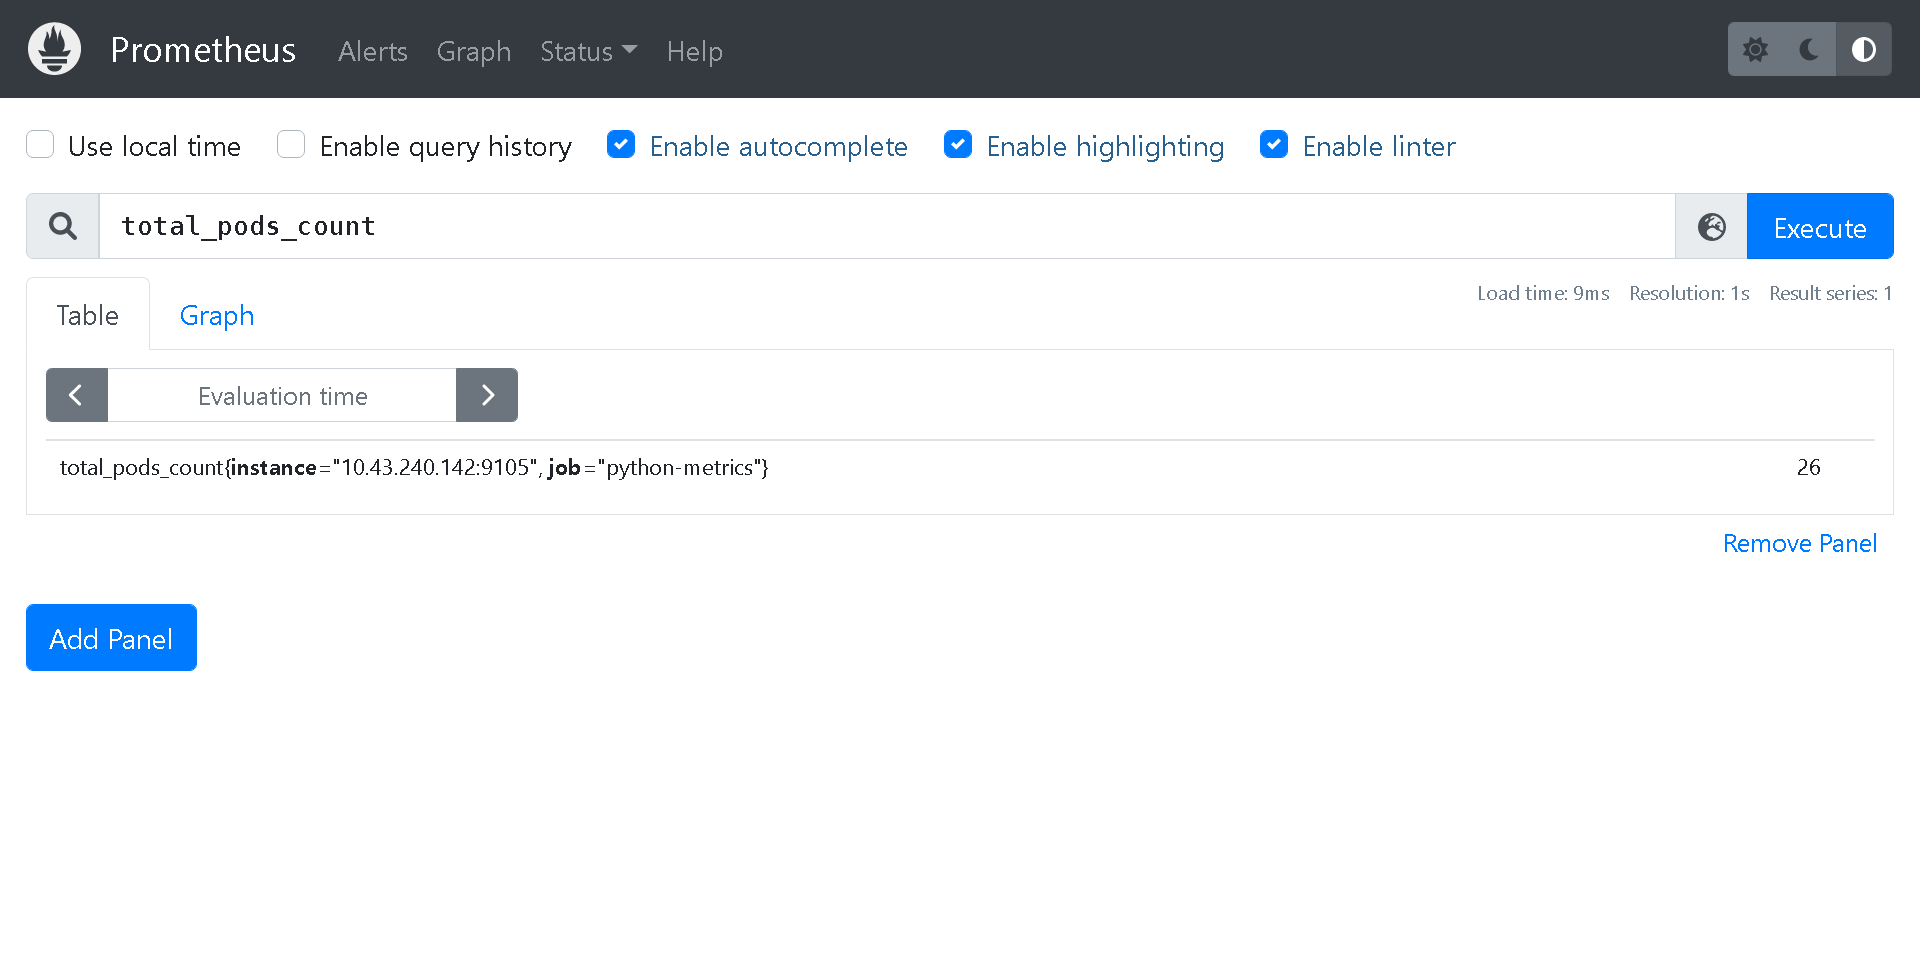 Prometheus Alerts Graph Status Help
Use local time Enable query history Enable autocomplete Enable highlighting Enable linter
total_pods_count Execute
Load time: 9ms Resolution: 1s Result series: 1
Table Graph
Evaluation time
total_pods_count{instance="10.43.240.142:9105", job="python-metrics"} 26
Remove Panel
Add Panel